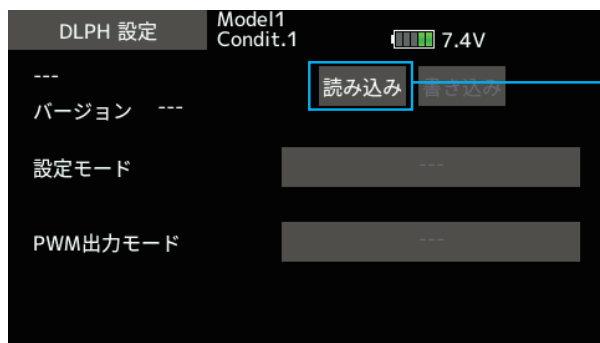 DLPH 設定
Model1
Condit.1
7.4V
---
読み込み
書き込み
バージョン ---
設定モード
---
PWM出力モード
---